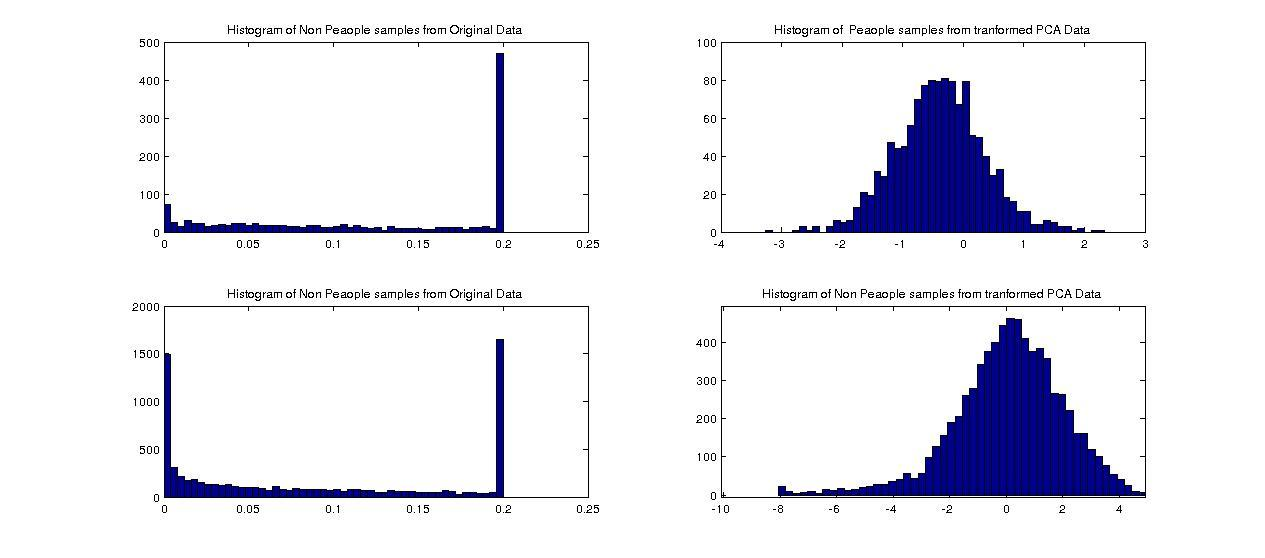 Histogram of Non Peaople samples from Original Data
500
400
300
200
100
0
0 0.05 0.1 0.15 0.2 0.25
Histogram of Peaople samples from tranformed PCA Data
100
80
60
40
20
0
-4 -3 -2 -1 0 1 2 3
Histogram of Non Peaople samples from Original Data
2000
1500
1000
500
0
0 0.05 0.1 0.15 0.2 0.25
Histogram of Non Peaople samples from tranformed PCA Data
400
300
200
100
0
-10 -8 -6 -4 -2 0 2 4